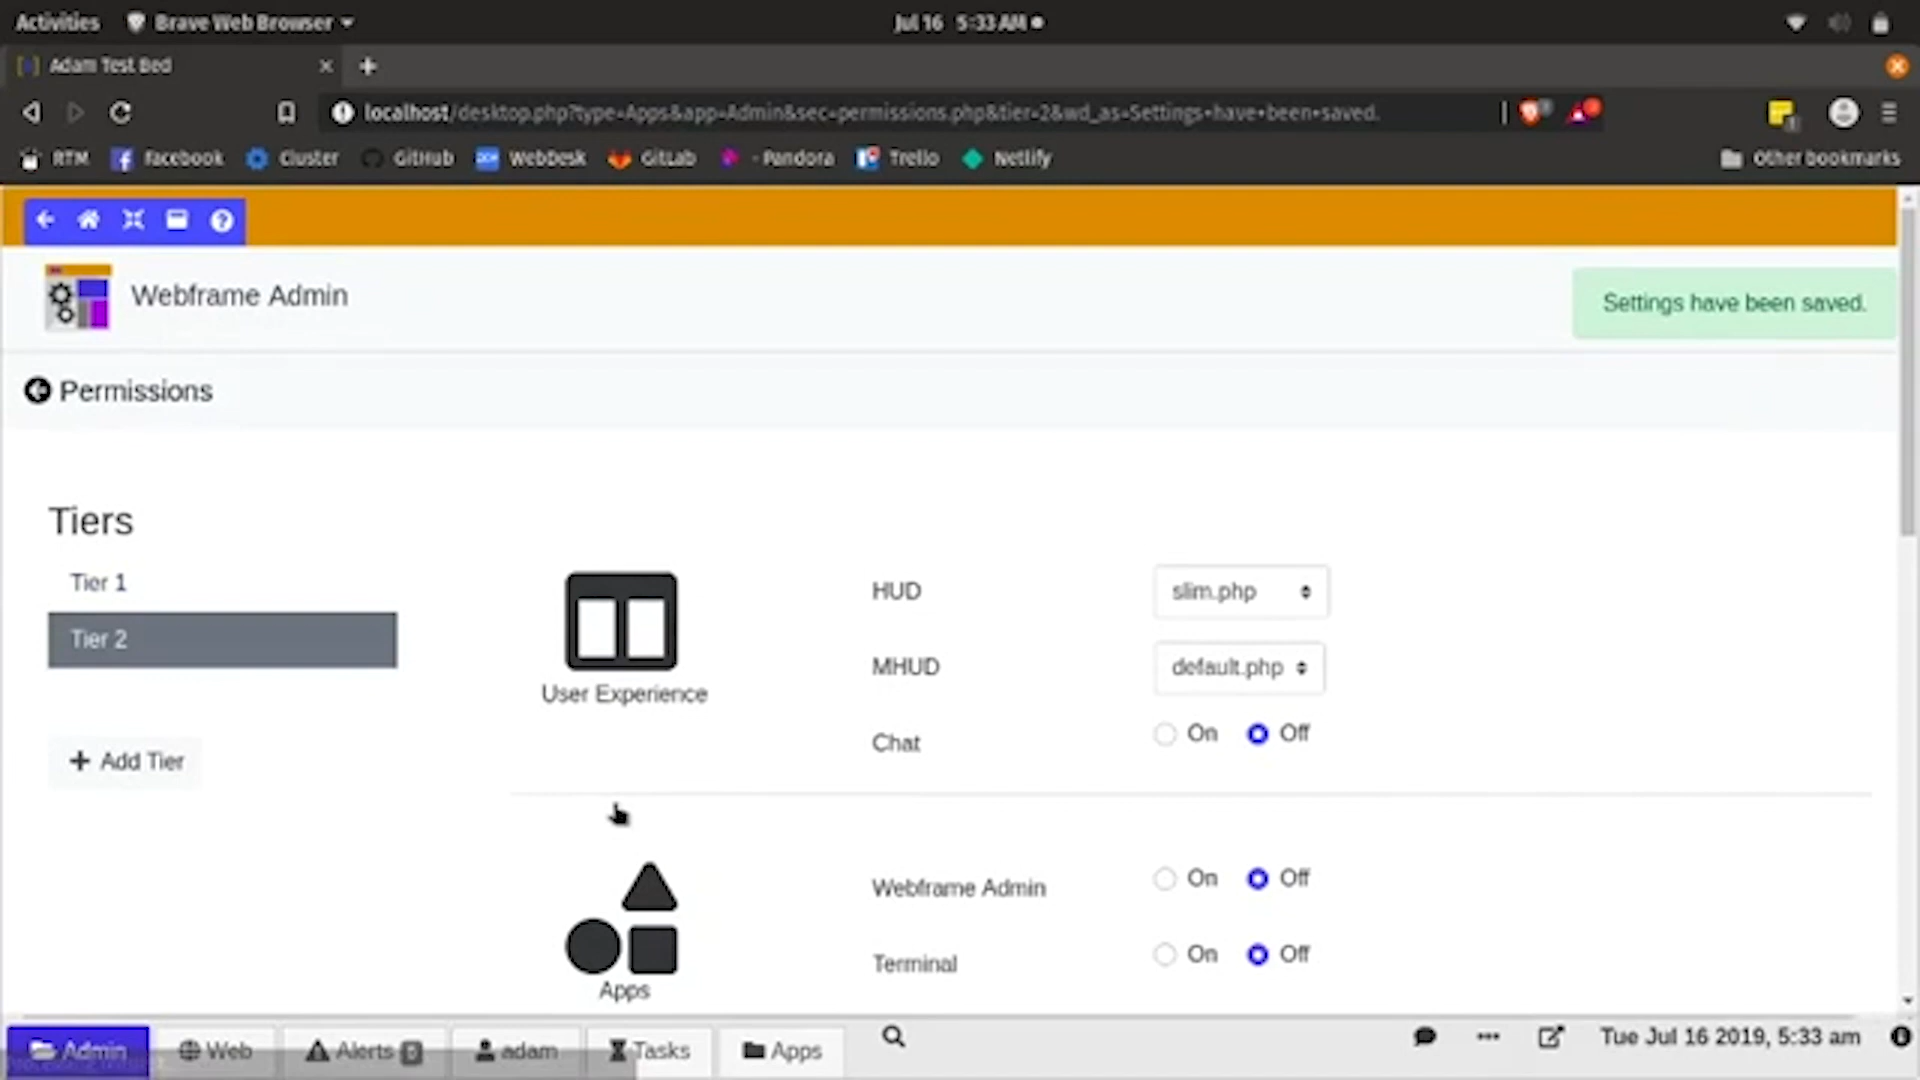 Activities Brave Web Browser Jul 16 5:33 AM
Adam Test Bed
localhost/desktop.php?type=Apps&app=Admin&sec=permissions.php&tier=2&wd_as=Settings+have+been+saved.
RTM Facebook Cluster GitHub WebDesk GitLab - Pandora Trello Netlify Other bookmarks
Webframe Admin
Settings have been saved.
Permissions
Tiers
Tier 1
Tier 2
+ Add Tier
User Experience
HUD slim.php
MHUD default.php
Chat On Off
Apps
Webframe Admin On Off
Terminal On Off
Admin Web Alerts 0 adam Tasks Apps Tue Jul 16 2019, 5:33 am